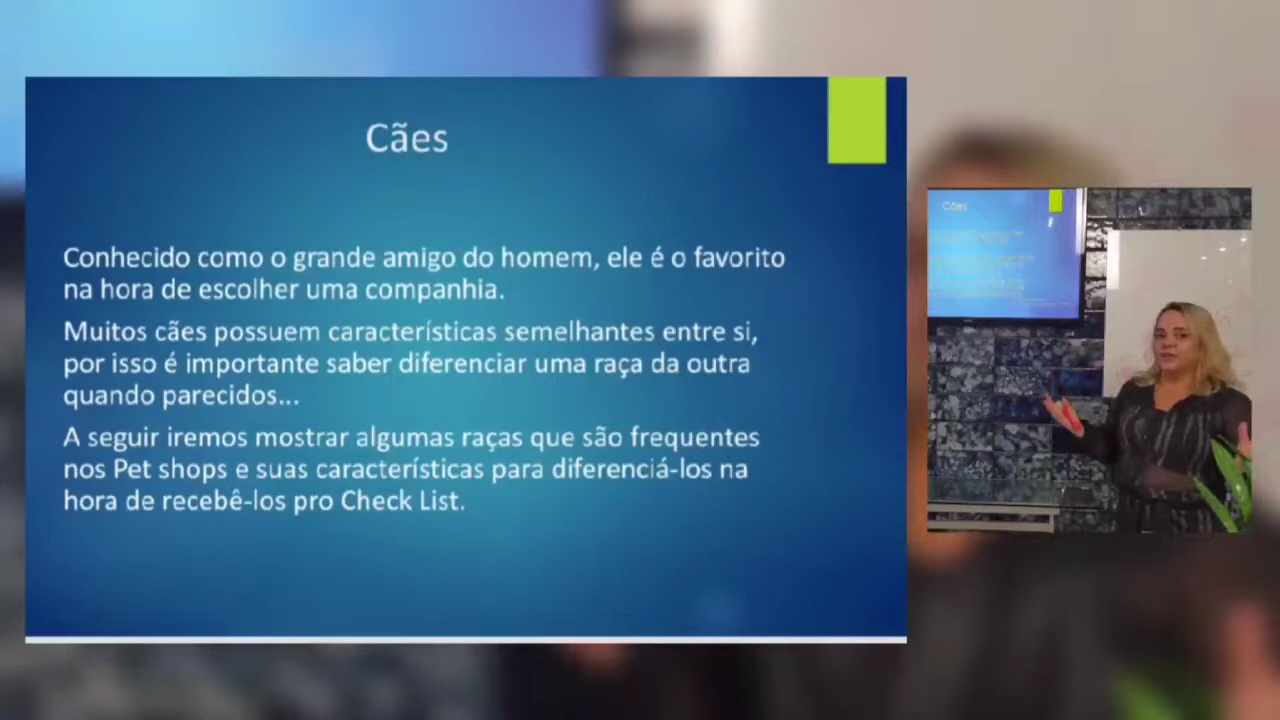 Cães
Conhecido como o grande amigo do homem, ele é o favorito
na hora de escolher uma companhia.
Muitos cães possuem características semelhantes entre si,
por isso é importante saber diferenciar uma raça da outra
quando parecidos...
A seguir iremos mostrar algumas raças que são frequentes
nos Pet shops e suas características para diferenciá-los na
hora de recebê-los pro Check List.
Cães